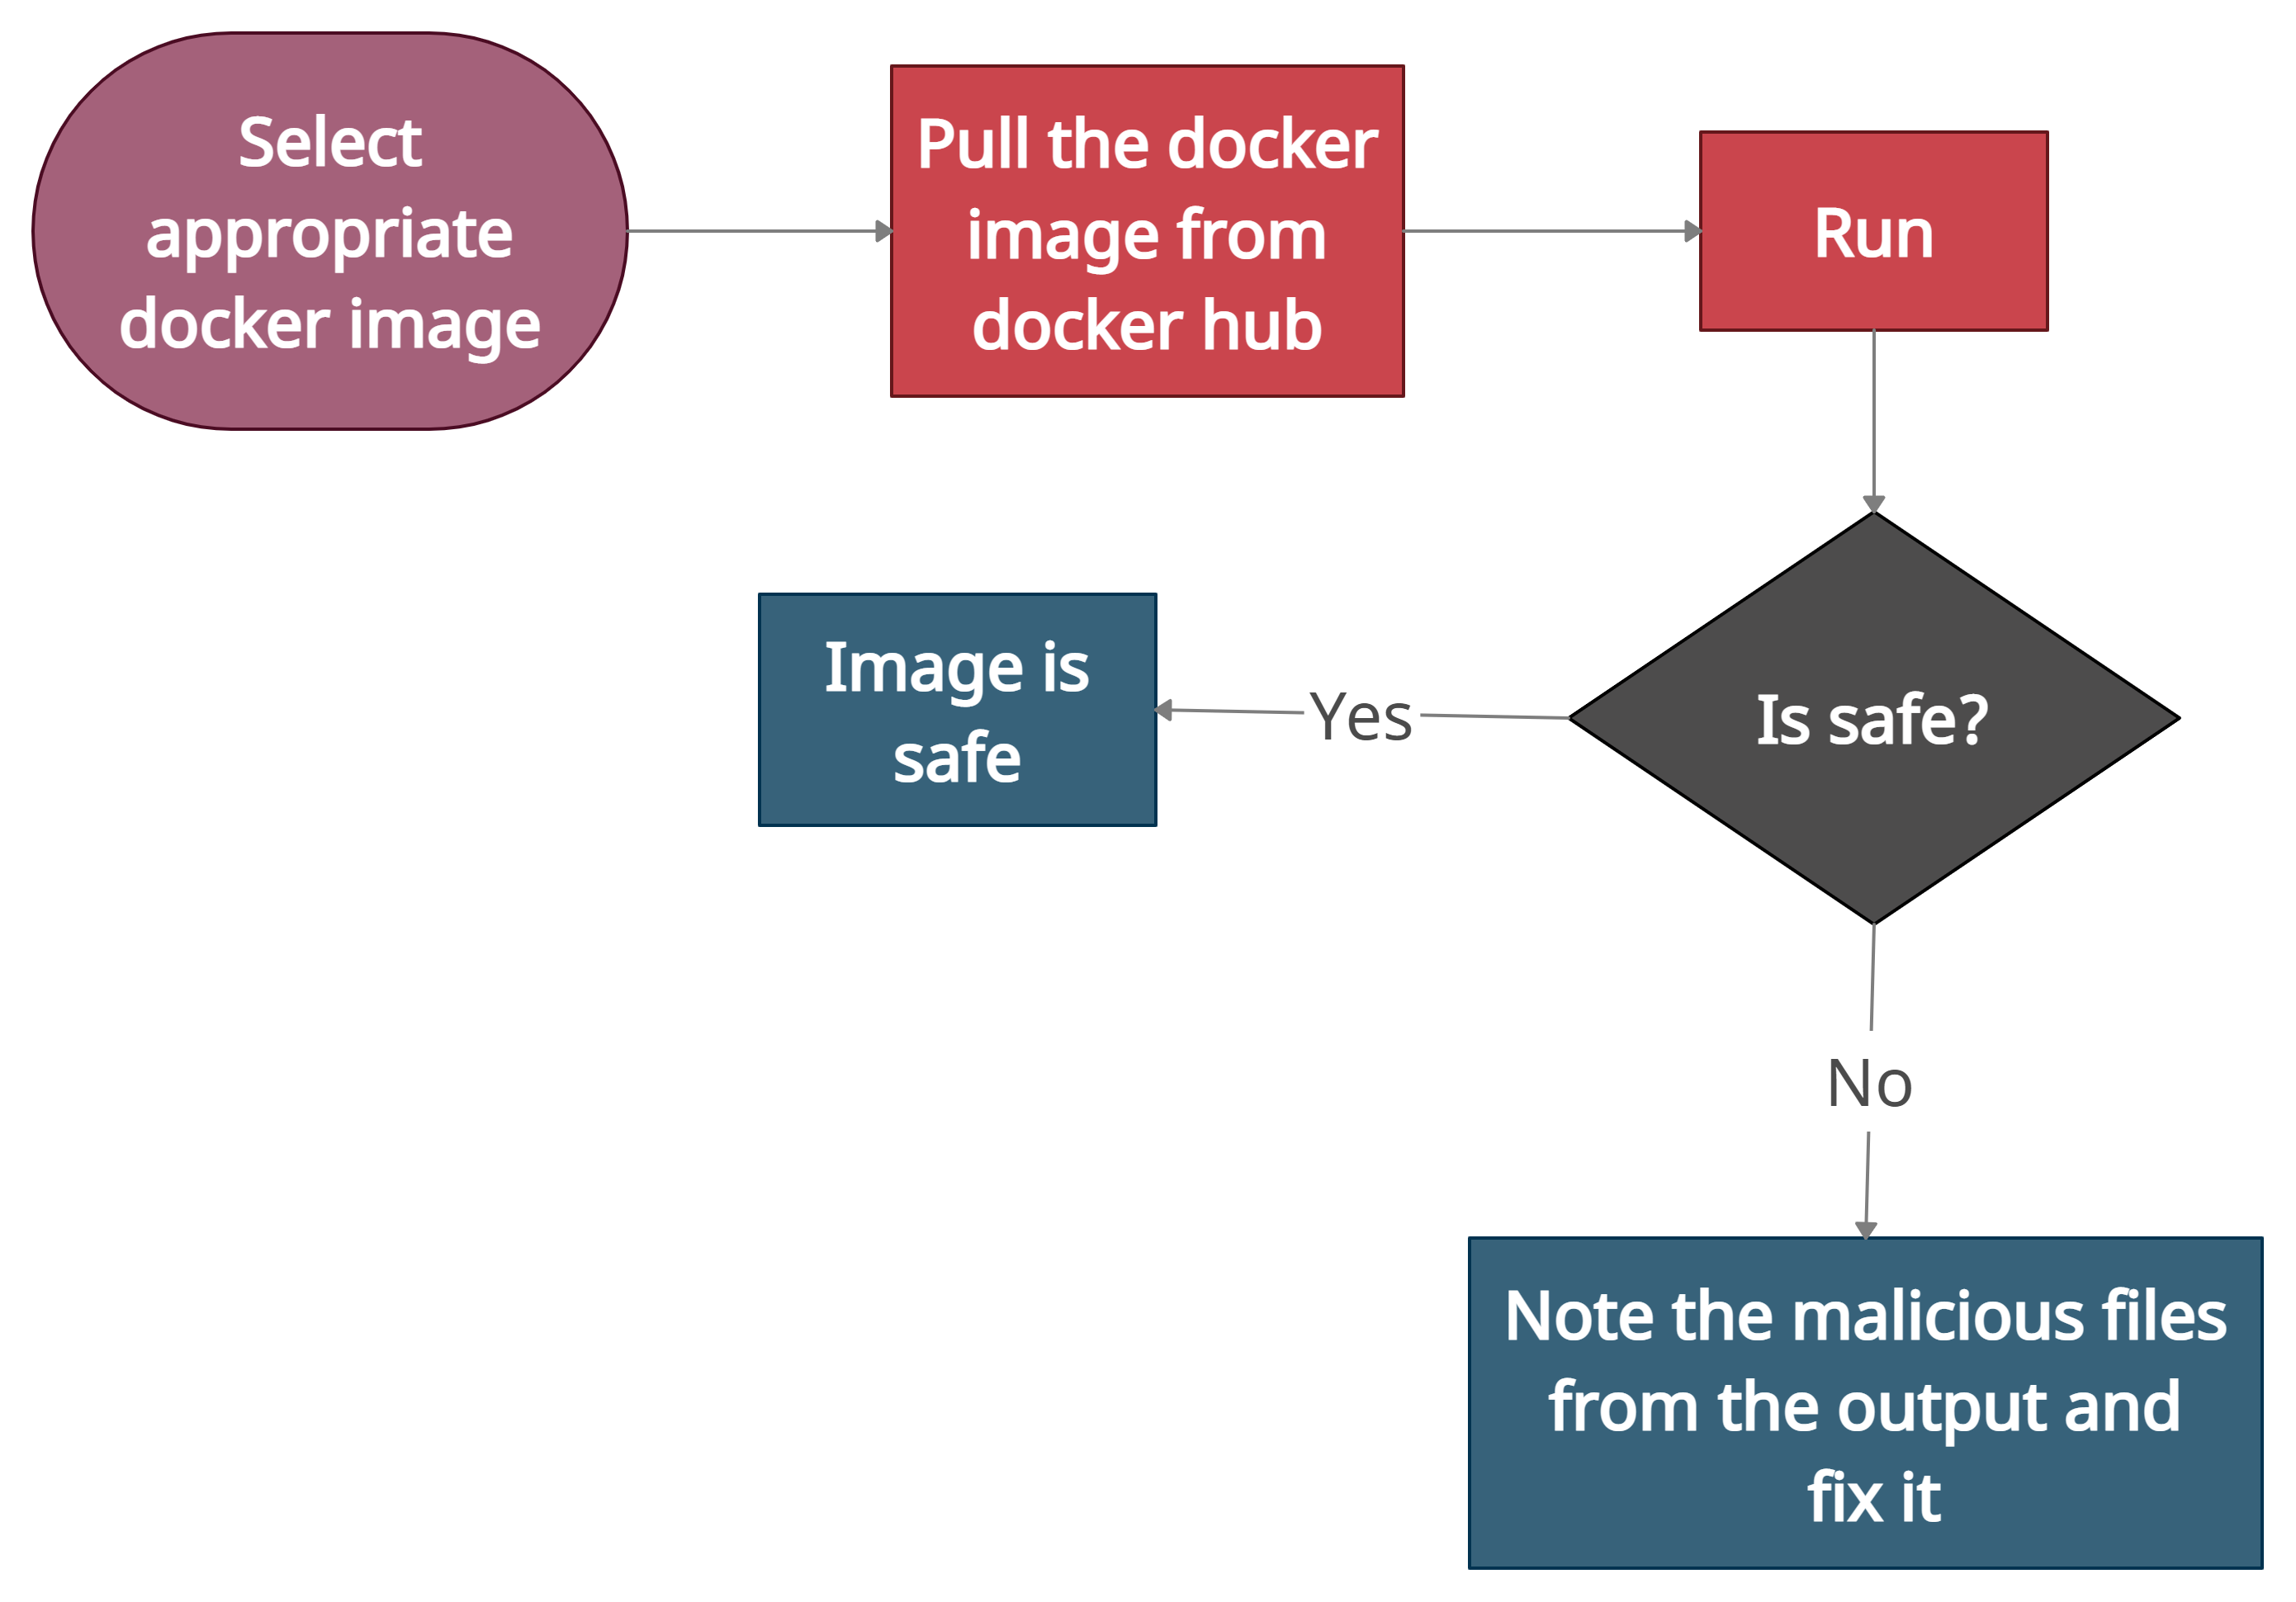 Select
appropriate
docker image
Pull the docker
image from
docker hub
Run
Is safe?
Yes
Image is
safe
No
Note the malicious files
from the output and
fix it